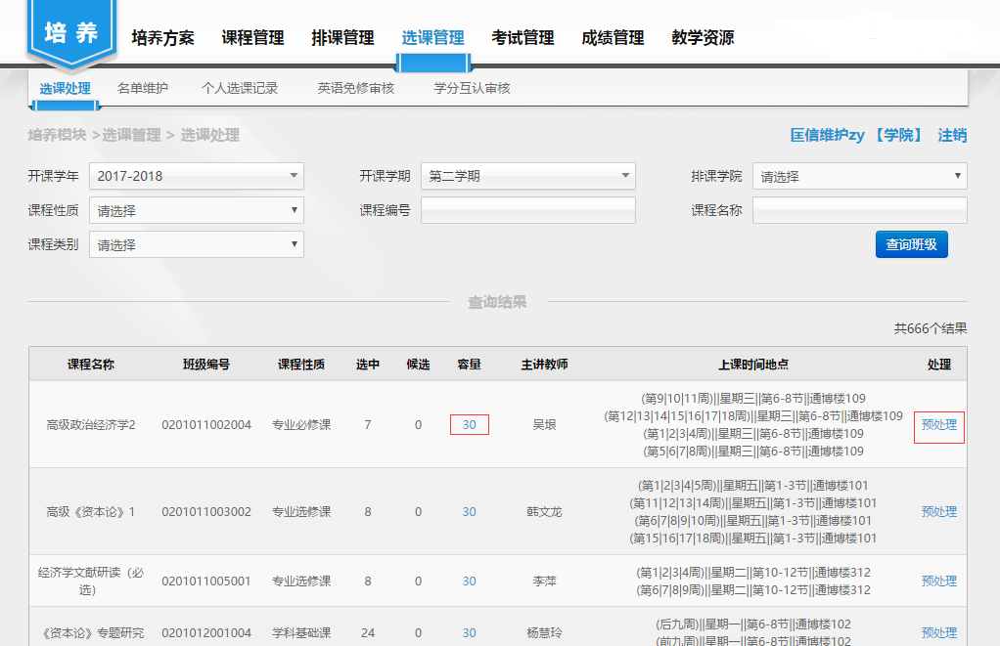 培养
培养方案 课程管理 排课管理 选课管理 考试管理 成绩管理 教学资源
选课处理 名单维护 个人选课记录 英语免修审核 学分互认审核
培养模块 >选课管理 > 选课处理 匡信维护zy 【学院】 注销
开课学年 2017-2018 开课学期 第二学期 排课学院 请选择
课程性质 请选择 课程编号 课程名称
课程类别 请选择 查询班级
查询结果
共666个结果
课程名称 班级编号 课程性质 选中 候选 容量 主讲教师 上课时间地点 处理
高级政治经济学2 0201011002004 专业必修课 7 0 30 吴垠 (第9|10|11周)||星期三||第6-8节||通博楼109
(第12|13|14|15|16|17|18周)||星期三||第6-8节||通博楼109
(第1|2|3|4周)||星期三||第6-8节||通博楼109
(第5|6|7|8周)||星期三||第6-8节||通博楼109
预处理
高级《资本论》1 0201011003002 专业选修课 8 0 30 韩文龙 (第1|2|3|4|5周)||星期五||第1-3节||通博楼101
(第11|12|13|14周)||星期五||第1-3节||通博楼101
(第6|7|8|9|10周)||星期五||第1-3节||通博楼101
(第15|16|17|18周)||星期五||第1-3节||通博楼101
预处理
经济学文献研读（必
选） 0201011005001 专业选修课 8 0 30 李萍 (第1|2|3|4周)||星期二||第10-12节||通博楼312
(第6|7|8|9周)||星期二||第10-12节||通博楼312
预处理
《资本论》专题研究 0201012001004 学科基础课 24 0 30 杨慧玲 (后九周)||星期一||第6-8节||通博楼102
(前九周)||星期一||第6-8节||通博楼102
预处理